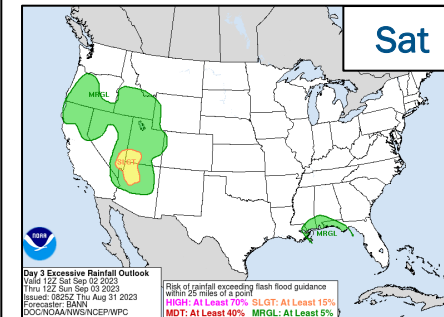 Sat
MRGL
SLGT
MRGL
NOAA
Day 3 Excessive Rainfall Outlook
Valid 12Z Sat Sep 02 2023
Thru 12Z Sun Sep 03 2023
Issued: 0825Z Thu Aug 31 2023
Forecaster: BANN
DOC/NOAA/NWS/NCEP/WPC
Risk of rainfall exceeding flash flood guidance
within 25 miles of a point
HIGH: At Least 70% SLGT: At Least 15%
MDT: At Least 40% MRGL: At Least 5%